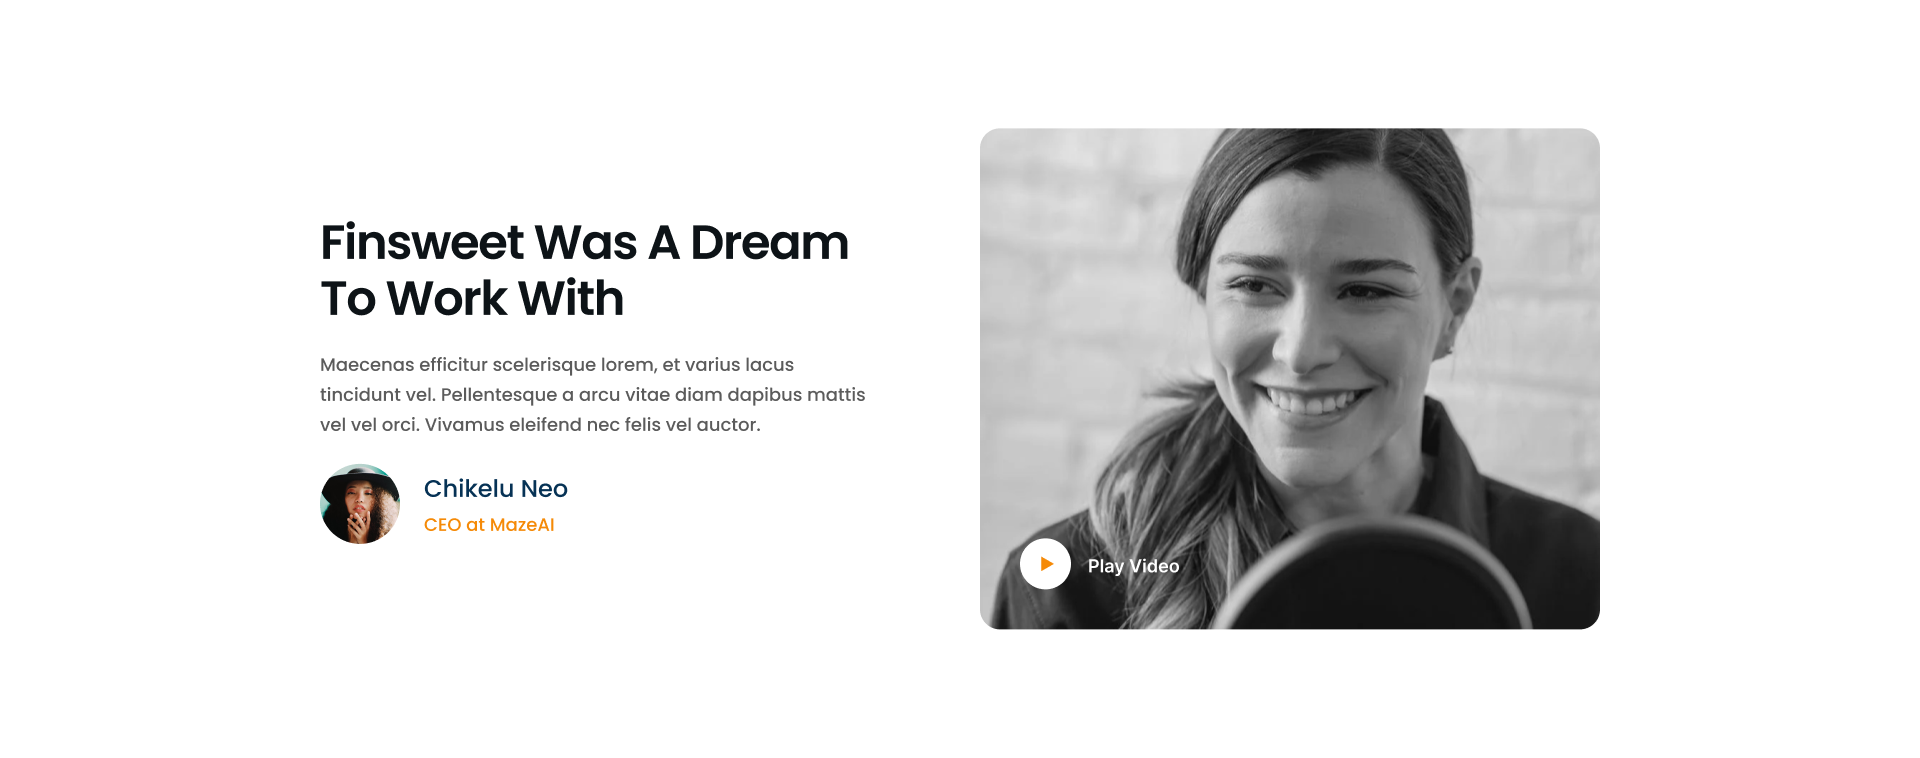 Finsweet Was A Dream
To Work With
Maecenas efficitur scelerisque lorem, et varius lacus
tincidunt vel. Pellentesque a arcu vitae diam dapibus mattis
vel vel orci. Vivamus eleifend nec felis vel auctor.
Chikelu Neo
CEO at MazeAI
Play Video